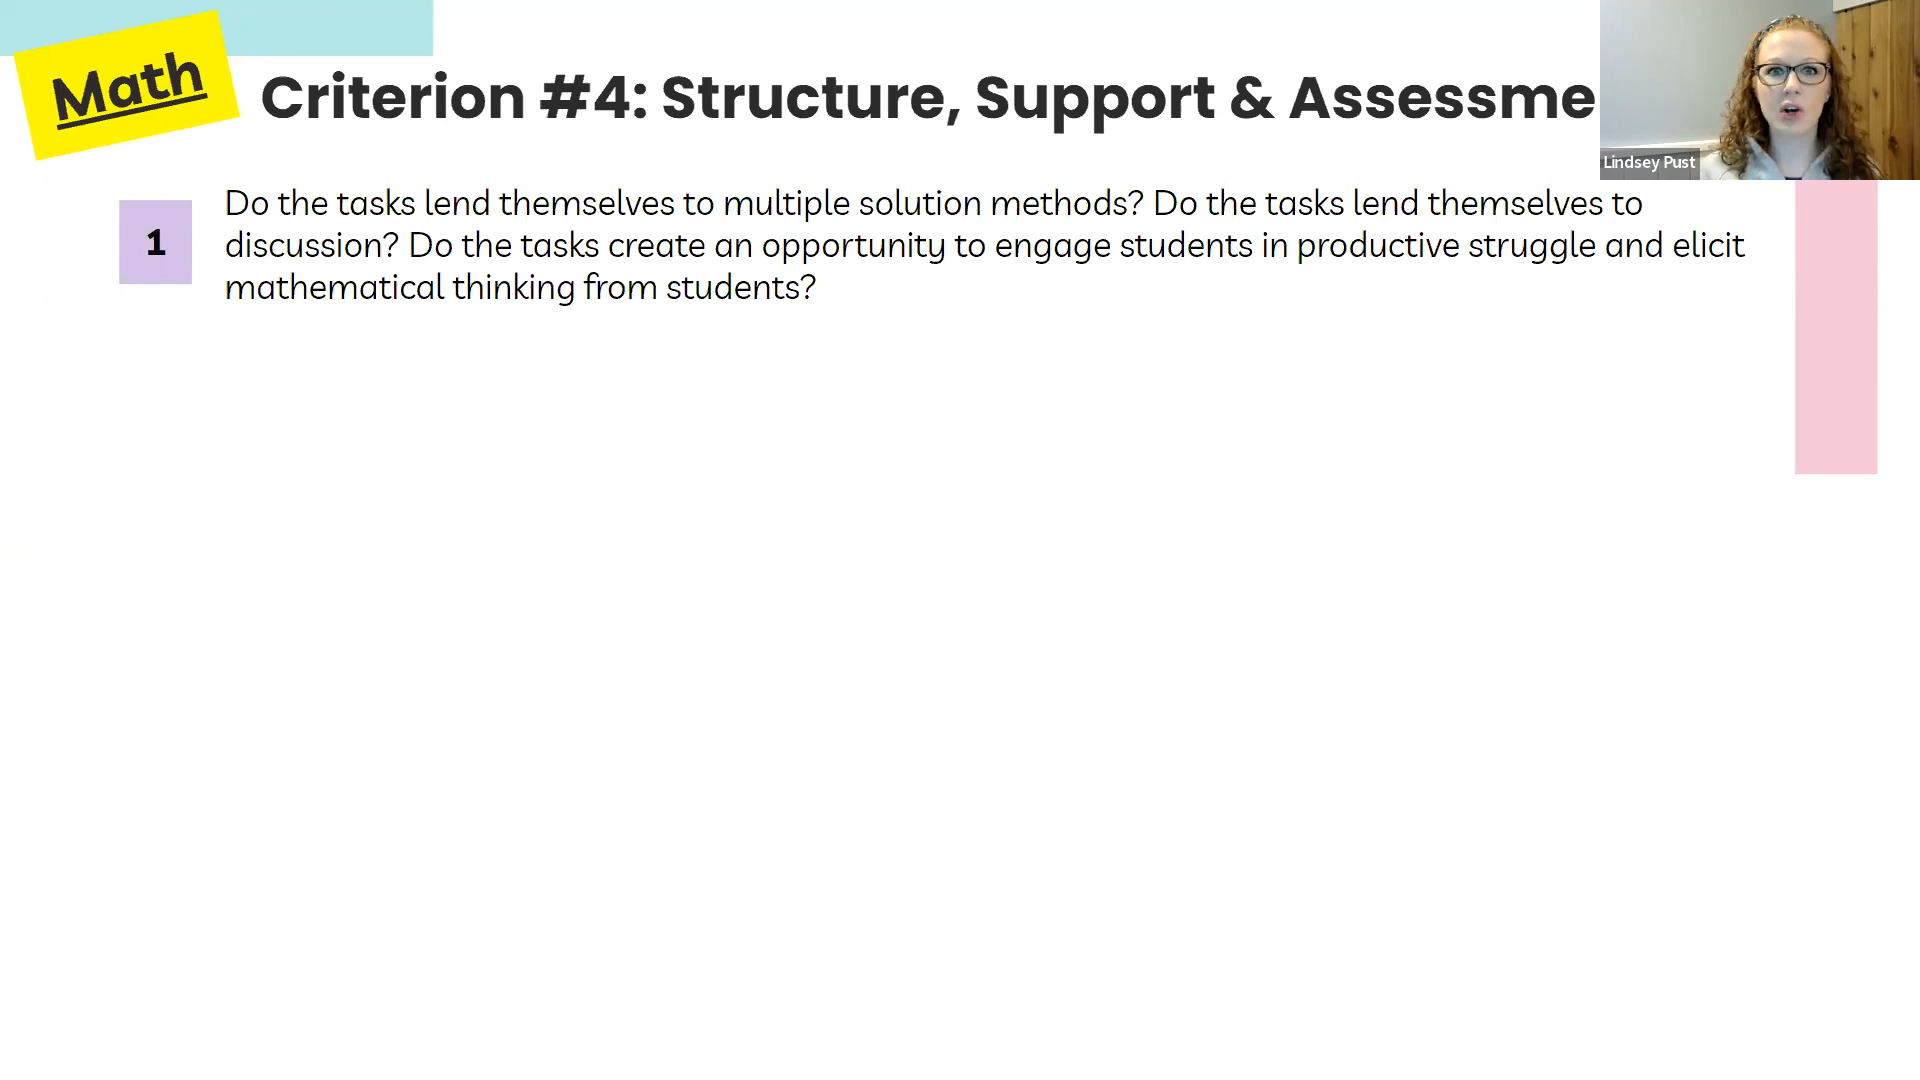 Math
Criterion #4: Structure, Support & Assessme
Lindsey Pust
1
Do the tasks lend themselves to multiple solution methods? Do the tasks lend themselves to
discussion? Do the tasks create an opportunity to engage students in productive struggle and elicit
mathematical thinking from students?